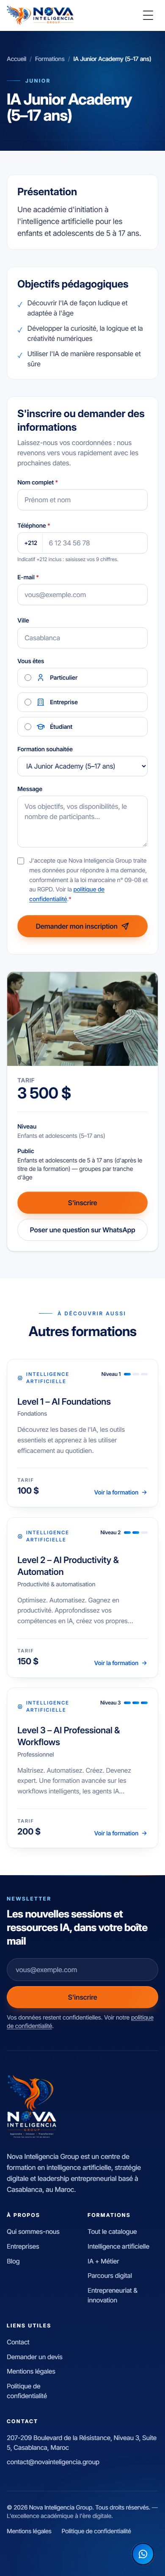 NOVA
INTELLIGENCE
GROUP
Accueil / Formations / IA Junior Academy (5–17 ans)
JUNIOR
IA Junior Academy
(5–17 ans)
Présentation
Une académie d'initiation à
l'intelligence artificielle pour les
enfants et adolescents de 5 à 17 ans.
Objectifs pédagogiques
Découvrir l'IA de façon ludique et
adaptée à l'âge
Développer la curiosité, la logique et la
créativité numériques
Utiliser l'IA de manière responsable et
sûre
S'inscrire ou demander des
informations
Laissez-nous vos coordonnées : nous
revenons vers vous rapidement avec les
prochaines dates.
Nom complet *
Prénom et nom
Téléphone *
+212 6 12 34 56 78
Indicatif +212 inclus : saisissez vos 9 chiffres.
E-mail *
vous@exemple.com
Ville
Casablanca
Vous êtes
Particulier
Entreprise
Étudiant
Formation souhaitée
IA Junior Academy (5–17 ans)
Message
Vos objectifs, vos disponibilités, le
nombre de participants...
J'accepte que Nova Intelligence Group traite
mes données pour répondre à ma demande,
conformément à la loi marocaine n° 09-08 et
au RGPD. Voir la politique de
confidentialité.*
Demander mon inscription
TARIF
3 500 $
Niveau
Enfants et adolescents (5–17 ans)
Public
Enfants et adolescents de 5 à 17 ans (d'après le
titre de la formation) — groupes par tranche
d'âge
S'inscrire
Poser une question sur WhatsApp
À DÉCOUVRIR AUSSI
Autres formations
INTELLIGENCE
ARTIFICIELLE
Niveau 1
Level 1 – AI Foundations
Fondations
Découvrez les bases de l'IA, les outils
essentiels et apprenez à les utiliser
efficacement au quotidien.
TARIF
100 $
Voir la formation →
INTELLIGENCE
ARTIFICIELLE
Niveau 2
Level 2 – AI Productivity &
Automation
Productivité & automatisation
Optimisez. Automatisez. Gagnez en
productivité. Approfondissez vos
compétences en IA, créez vos propres...
TARIF
150 $
Voir la formation →
INTELLIGENCE
ARTIFICIELLE
Niveau 3
Level 3 – AI Professional &
Workflows
Professionnel
Maîtrisez. Automatisez. Créez. Devenez
expert. Une formation avancée sur les
workflows intelligents, les agents IA...
TARIF
200 $
Voir la formation →
NEWSLETTER
Les nouvelles sessions et
ressources IA, dans votre boîte
mail
vous@exemple.com
S'inscrire
Vos données restent confidentielles. Voir notre politique
de confidentialité.
NOVA
INTELLIGENCE
GROUP
Nova Intelligence Group est un centre de
formation en intelligence artificielle, stratégie
digitale et leadership entrepreneurial basé à
Casablanca, au Maroc.
À PROPOS
Qui sommes-nous
Entreprises
Blog
FORMATIONS
Tout le catalogue
Intelligence artificielle
IA + Métier
Parcours digital
Entrepreneuriat &
innovation
LIENS UTILES
Contact
Demander un devis
Mentions légales
Politique de
confidentialité
CONTACT
207-209 Boulevard de la Résistance, Niveau 3, Suite
5, Casablanca, Maroc
contact@novainteligencia.group
© 2026 Nova Intelligencia Group. Tous droits réservés. —
L'excellence académique à l'ère digitale.
Mentions légales Politique de confidentialité